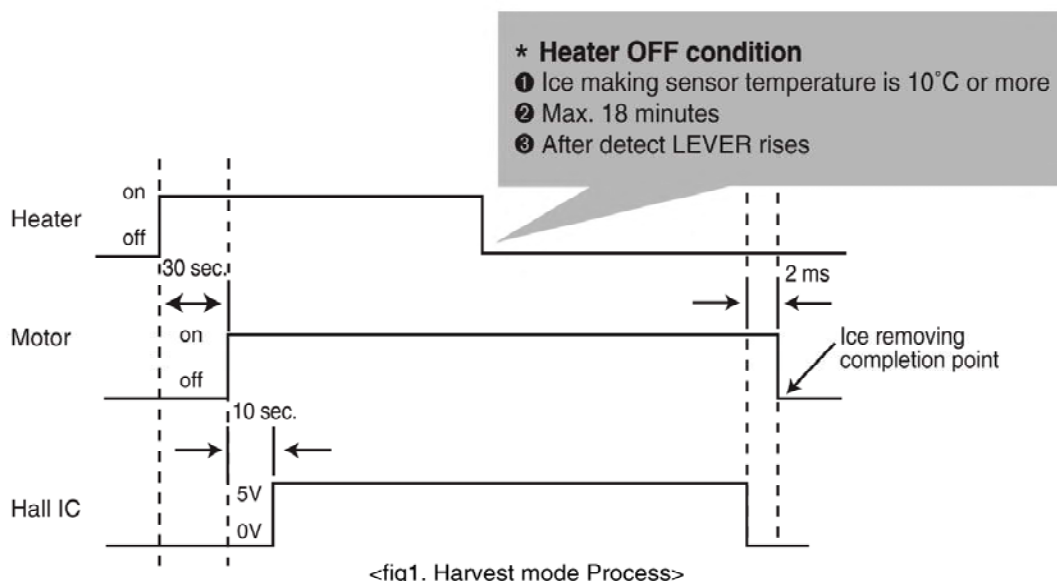 * Heater OFF condition
❶ Ice making sensor temperature is 10˚C or more
❷ Max. 18 minutes
❸ After detect LEVER rises
on
Heater
off
30 sec.
2 ms
Motor
on
off
Ice removing
completion point
10 sec.
5V
Hall IC
0V
<fig1. Harvest mode Process>